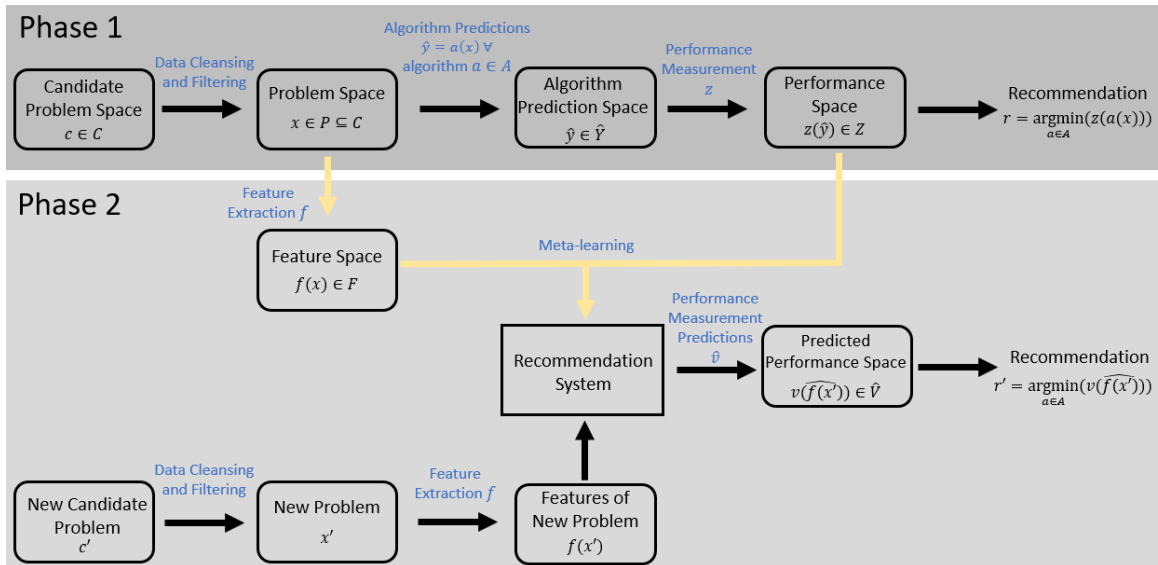 Phase 1
Candidate
Problem Space
c ∈ C
Data Cleansing
and Filtering
Problem Space
x ∈ P ⊆ C
Algorithm Predictions
ŷ = a(x) ∀
algorithm a ∈ A
Algorithm
Prediction Space
ŷ ∈ Ŷ
Performance
Measurement
z
Performance
Space
z(ŷ) ∈ Z
Recommendation
r = argmin(z(a(x)))
a∈A
Phase 2
Feature
Extraction f
Feature Space
f(x) ∈ F
Meta-learning
Recommendation
System
Performance
Measurement
Predictions
v̂
Predicted
Performance Space
v(f(x′)^) ∈ V̂
Recommendation
r′ = argmin(v(f(x′)^)))
a∈A
New Candidate
Problem
c′
Data Cleansing
and Filtering
New Problem
x′
Feature
Extraction f
Features of
New Problem
f(x′)